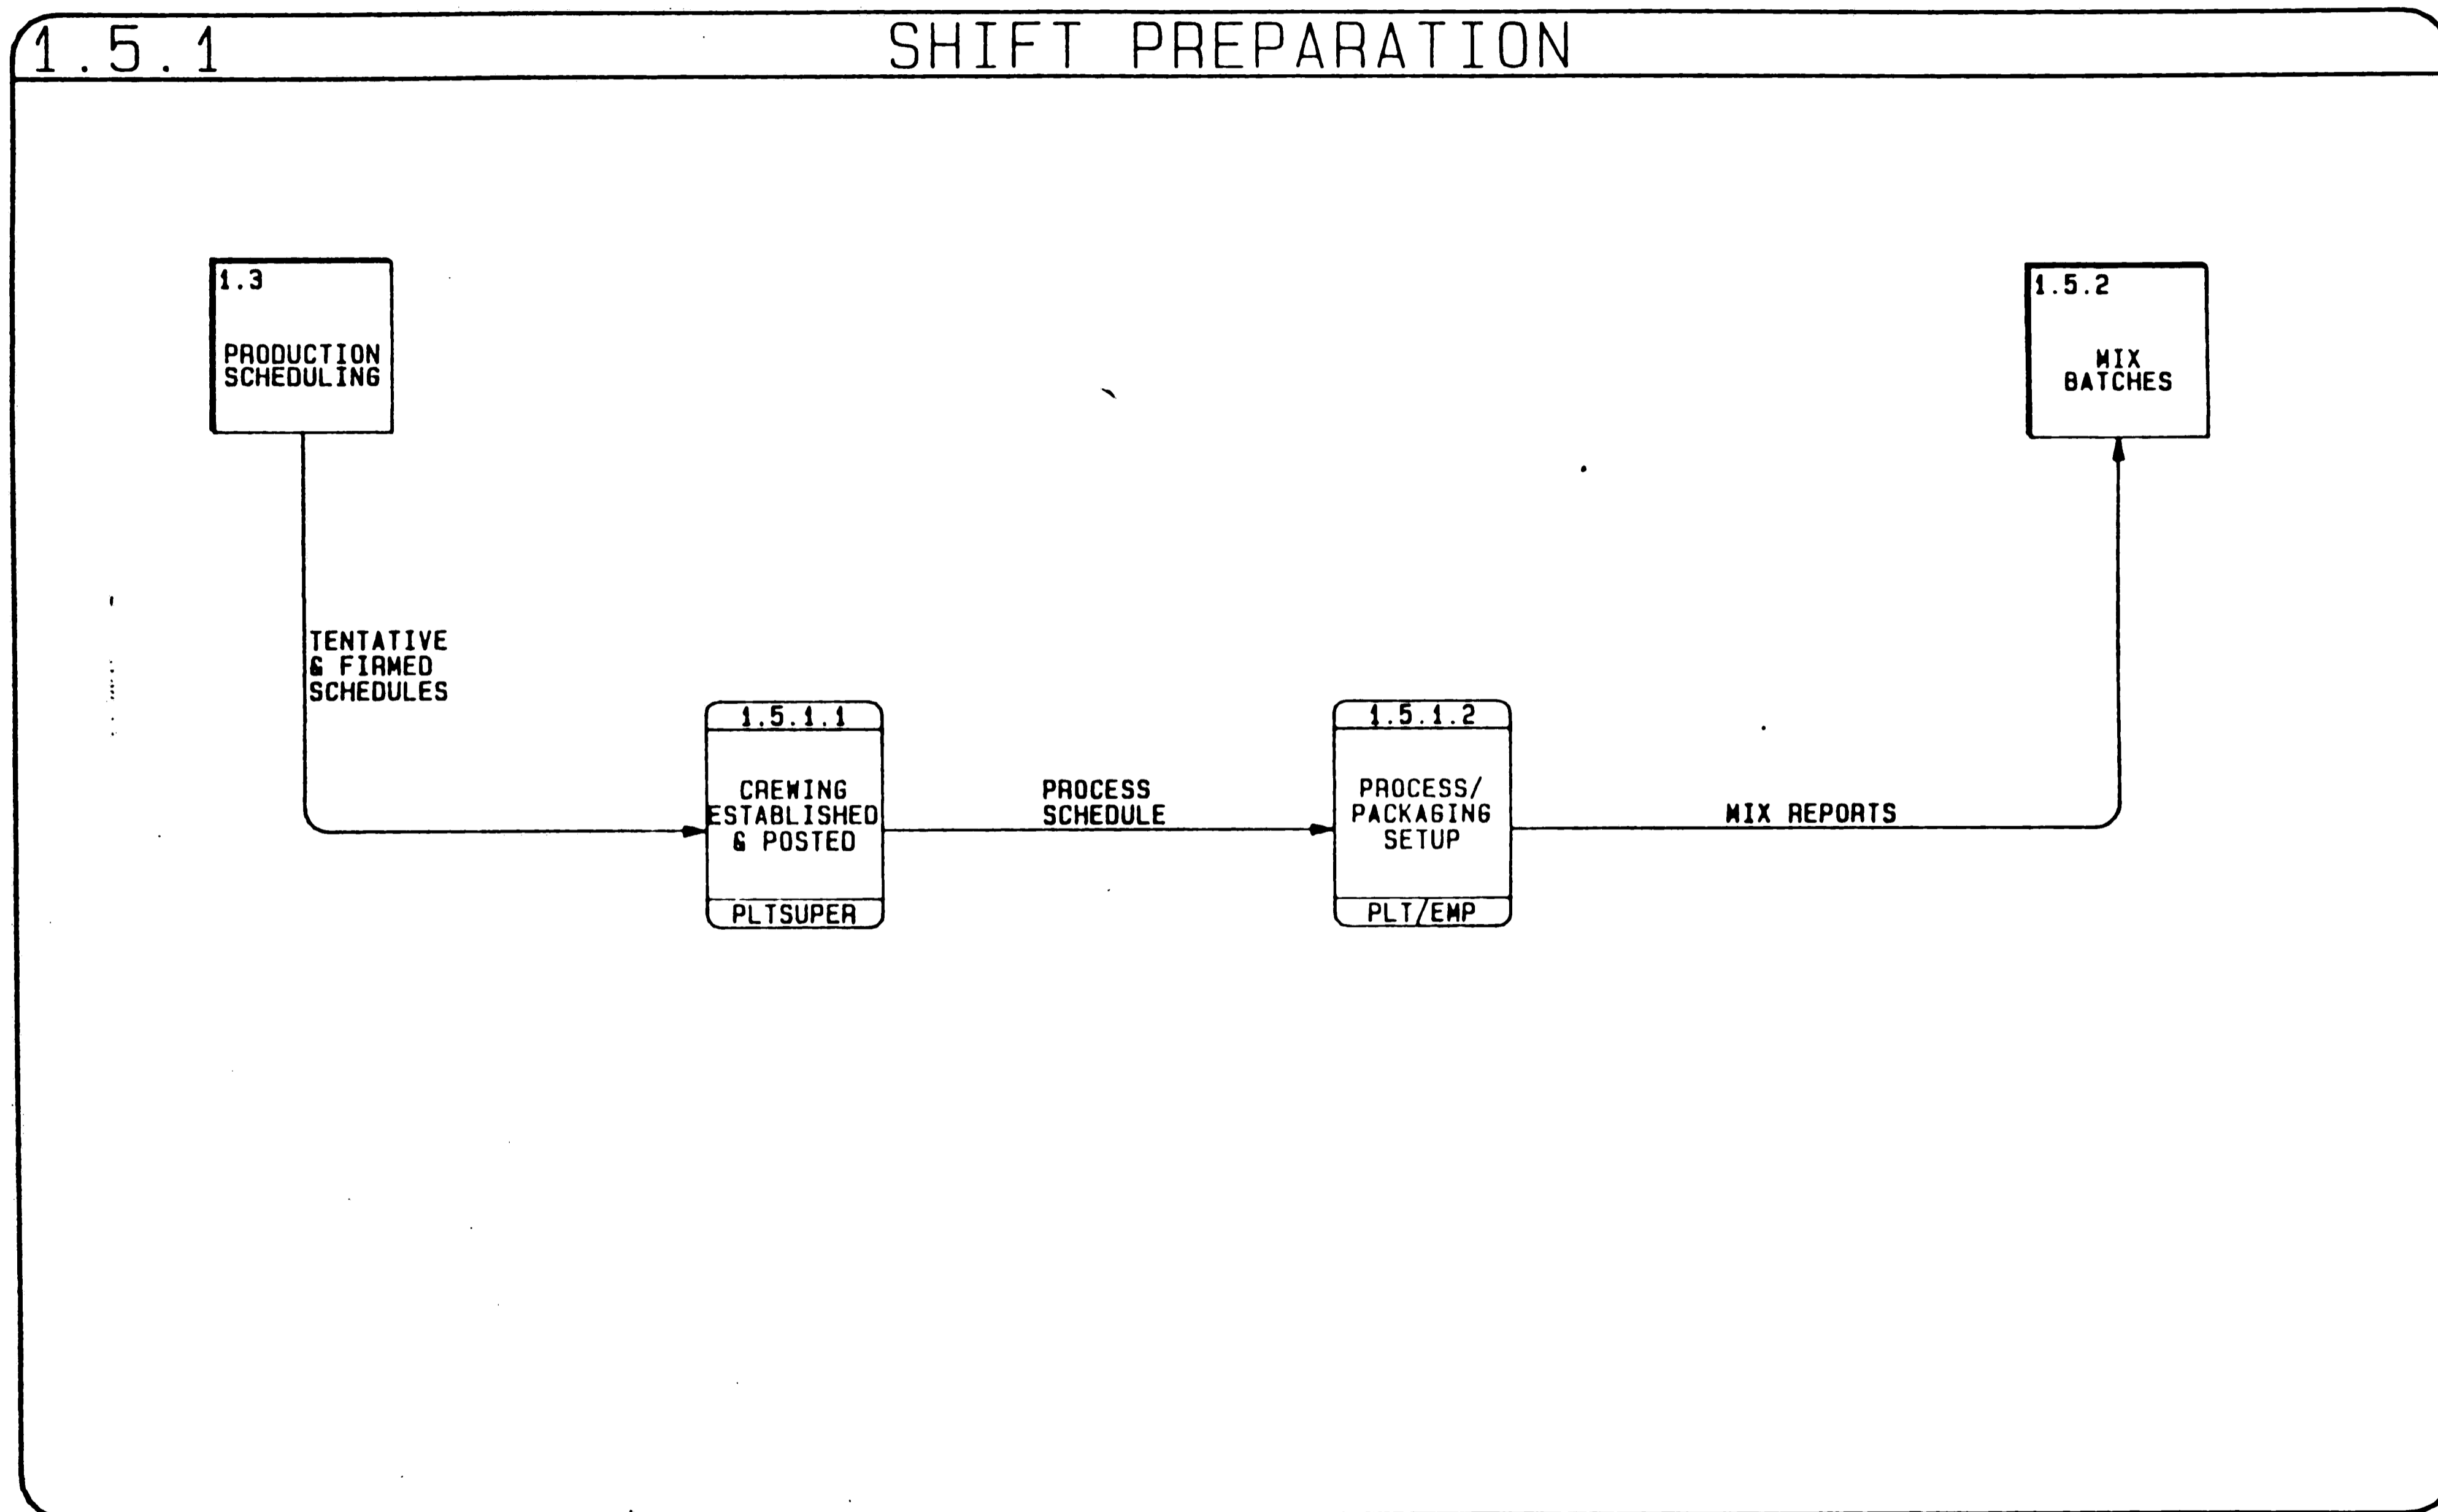 1.5.1
SHIFT PREPARATION
1.3
PRODUCTION
SCHEDULING
1.5.2
MIX
BATCHES
TENTATIVE
& FIRMED
SCHEDULES
1.5.1.1
CREWING
ESTABLISHED
& POSTED
PLTSUPER
PROCESS
SCHEDULE
1.5.1.2
PROCESS/
PACKAGING
SETUP
PLT/EMP
MIX REPORTS